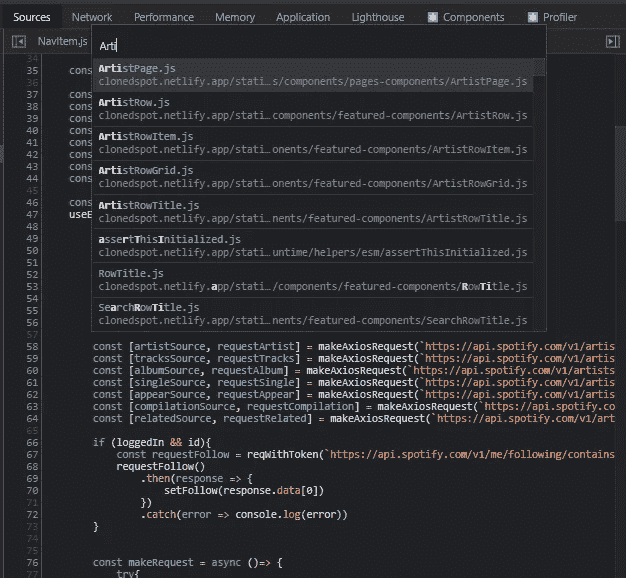 Sources Network Performance Memory Application Lighthouse Components Profiler
NavItem.js
Arti
ArtistPage.js
clonedspot.netlify.app/stati…s/components/pages-components/ArtistPage.js
ArtistRow.js
clonedspot.netlify.app/stati… components/featured-components/ArtistRow.js
ArtistRowItem.js
clonedspot.netlify.app/stati…onents/featured-components/ArtistRowItem.js
ArtistRowGrid.js
clonedspot.netlify.app/stati…onents/featured-components/ArtistRowGrid.js
ArtistRowTitle.js
clonedspot.netlify.app/stati…nents/featured-components/ArtistRowTitle.js
assertThisInitialized.js
clonedspot.netlify.app/stati…untime/helpers/esm/assertThisInitialized.js
RowTitle.js
clonedspot.netlify.app/stati…/components/featured-components/RowTitle.js
SearchRowTitle.js
clonedspot.netlify.app/stati…nents/featured-components/SearchRowTitle.js
34
35 cons
36
37 cons
38 cons
39 cons
40 cons
41 cons
42 cons
43 cons
44 cons
45
46 cons
47 useE
48
49
50
51
52
53
54
55
56
57
58 const [artistSource, requestArtist] = makeAxiosRequest(`https://api.spotify.com/v1/artis
59 const [tracksSource, requestTracks] = makeAxiosRequest(`https://api.spotify.com/v1/artis
60 const [albumSource, requestAlbum] = makeAxiosRequest(`https://api.spotify.com/v1/artists
61 const [singleSource, requestSingle] = makeAxiosRequest(`https://api.spotify.com/v1/artis
62 const [appearSource, requestAppear] = makeAxiosRequest(`https://api.spotify.com/v1/artis
63 const [compilationSource, requestCompilation] = makeAxiosRequest(`https://api.spotify.co
64 const [relatedSource, requestRelated] = makeAxiosRequest(`https://api.spotify.com/v1/art
65
66 if (loggedIn && id){
67 const requestFollow = reqWithToken(`https://api.spotify.com/v1/me/following/contains
68 requestFollow()
69 .then(response => {
70 setFollow(response.data[0])
71 })
72 .catch(error => console.log(error))
73 }
74
75
76 const makeRequest = async ()=> {
77 try{